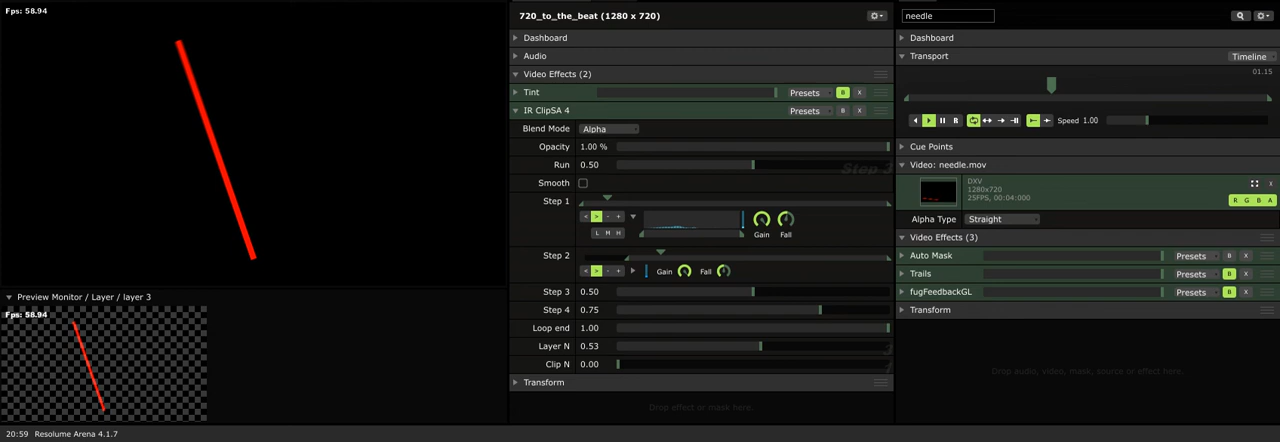 Fps: 58.94
Preview Monitor / Layer / layer 3
Fps: 58.94
720_to_the_beat (1280 x 720)
Dashboard
Audio
Video Effects (2)
Tint Presets B X
IR ClipSA 4 Presets B X
Blend Mode Alpha
Opacity 1.00 %
Run 0.50
Step 3
Smooth
Step 1
< > - +
L M H
Gain Fall
Step 2
< > - + Gain Fall
Step 3 0.50
Step 4 0.75
Loop end 1.00
Layer N 0.53
3
Clip N 0.00
Transform
Drop effect or mask here.
needle
Dashboard
Transport Timeline
01.15
R Speed 1.00
Cue Points
Video: needle.mov
DXV
1280x720
25FPS, 00:04:000
X
R G B A
Alpha Type Straight
Video Effects (3)
Auto Mask Presets B X
Trails Presets B X
fugFeedbackGL Presets B X
Transform
Drop audio, video, mask, source or effect here.
20:59 Resolume Arena 4.1.7